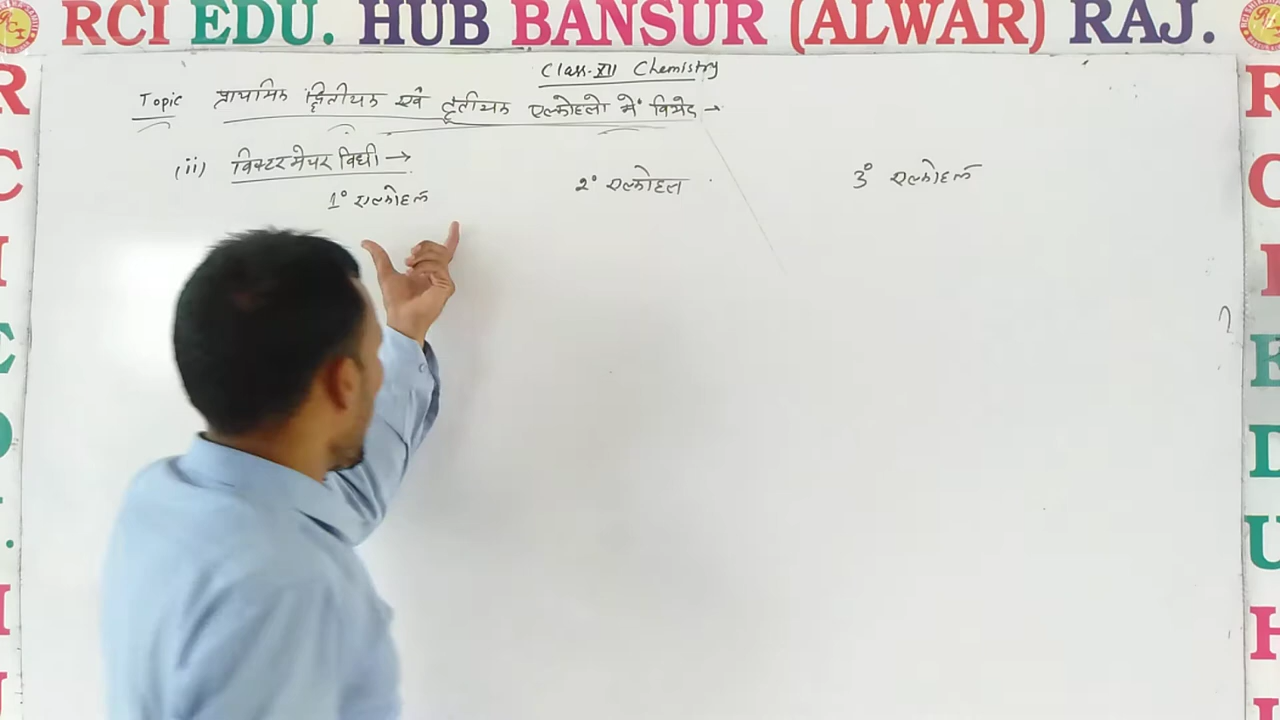 RCI EDU. HUB BANSUR (ALWAR) RAJ.
Class-XII Chemistry
Topic प्राथमिक द्वितीयक एवं तृतीयक एल्कोहलो में विभेद →
(ii) विक्टर मेयर विधी →
1° एल्कोहल
2° एल्कोहल
3° एल्कोहल